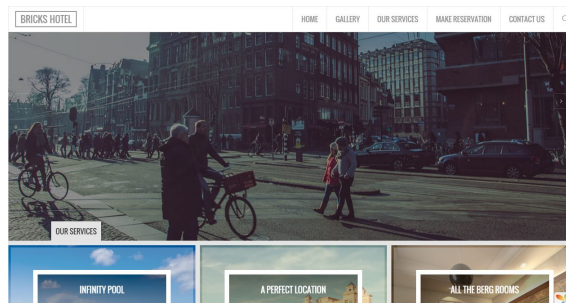 BRICKS HOTEL
HOME GALLERY OUR SERVICES MAKE RESERVATION CONTACT US
OUR SERVICES
INFINITY POOL
A PERFECT LOCATION
ALL THE BERG ROOMS